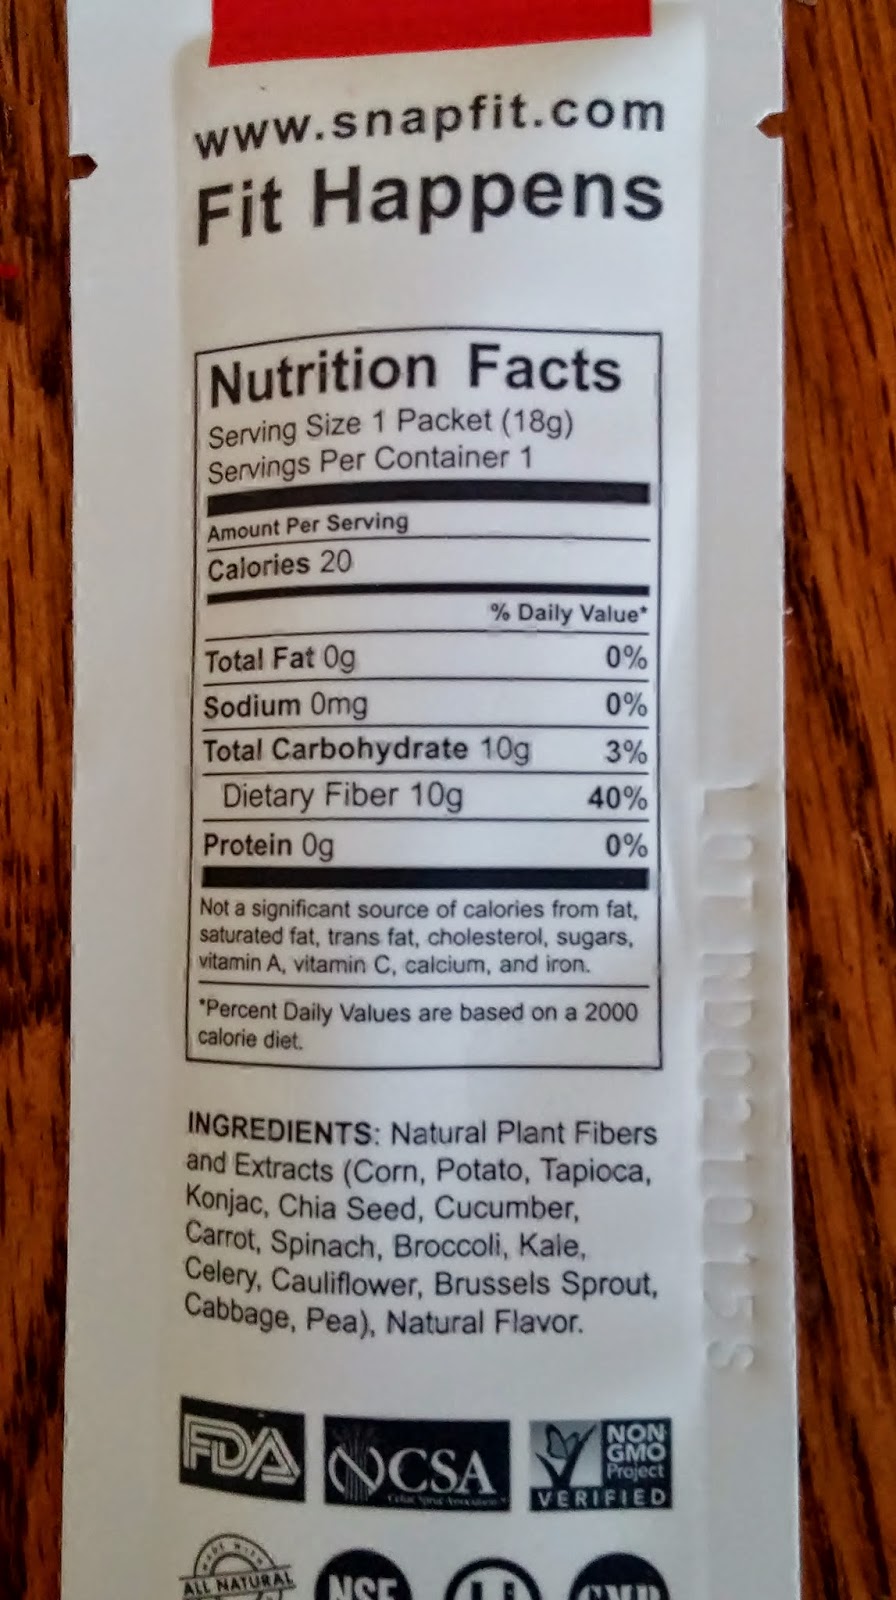 www.snapfit.com
Fit Happens
Nutrition Facts
Serving Size 1 Packet (18g)
Servings Per Container 1
Amount Per Serving
Calories 20
% Daily Value*
Total Fat 0g 0%
Sodium 0mg 0%
Total Carbohydrate 10g 3%
Dietary Fiber 10g 40%
Protein 0g 0%
Not a significant source of calories from fat,
saturated fat, trans fat, cholesterol, sugars,
vitamin A, vitamin C, calcium, and iron.
*Percent Daily Values are based on a 2000
calorie diet.
INGREDIENTS: Natural Plant Fibers
and Extracts (Corn, Potato, Tapioca,
Konjac, Chia Seed, Cucumber,
Carrot, Spinach, Broccoli, Kale,
Celery, Cauliflower, Brussels Sprout,
Cabbage, Pea), Natural Flavor.
FDA
CSA
NON
GMO
Project
VERIFIED
MADE WITH
ALL NATURAL
NSF
GMP
LOT